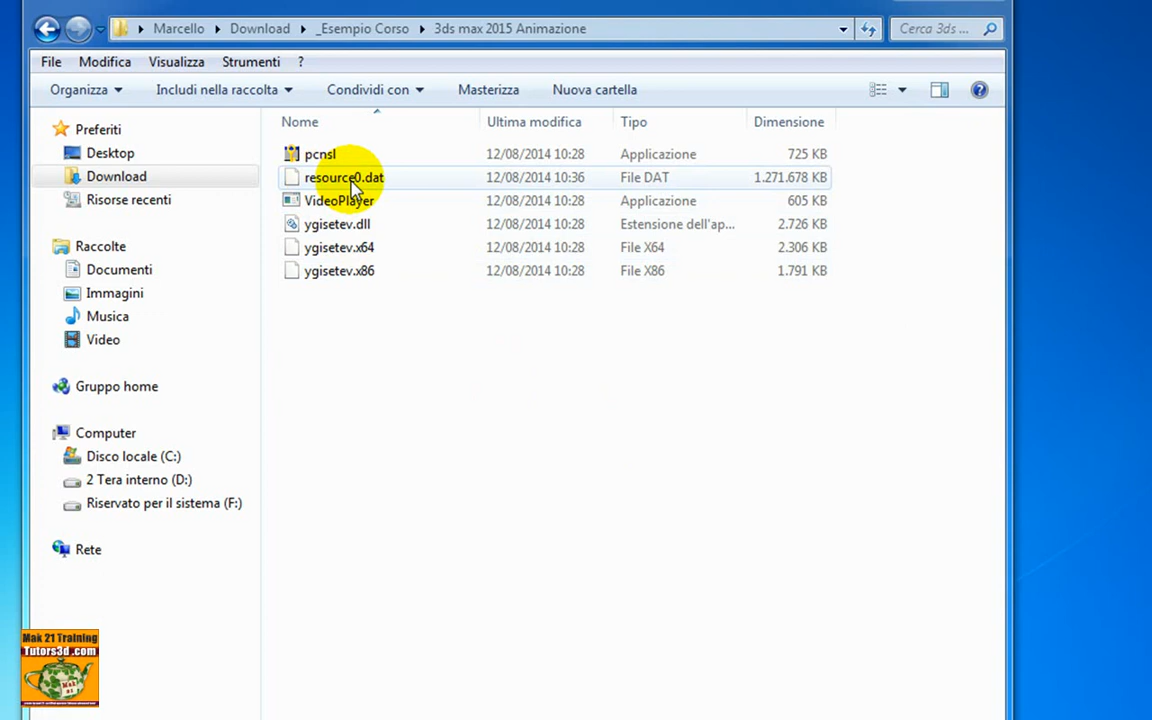 Marcello Download _Esempio Corso 3ds max 2015 Animazione Cerca 3ds ...
File Modifica Visualizza Strumenti ?
Organizza Includi nella raccolta Condividi con Masterizza Nuova cartella
Nome Ultima modifica Tipo Dimensione
Preferiti
Desktop
Download
Risorse recenti
Raccolte
Documenti
Immagini
Musica
Video
Gruppo home
Computer
Disco locale (C:)
2 Tera interno (D:)
Riservato per il sistema (F:)
Rete
pcnsl 12/08/2014 10:28 Applicazione 725 KB
resource0.dat 12/08/2014 10:36 File DAT 1.271.678 KB
VideoPlayer 12/08/2014 10:28 Applicazione 605 KB
ygisetev.dll 12/08/2014 10:28 Estensione dell'ap... 2.726 KB
ygisetev.x64 12/08/2014 10:28 File X64 2.306 KB
ygisetev.x86 12/08/2014 10:28 File X86 1.791 KB
Mak 21 Training
Tutors3d .com
Mak
21